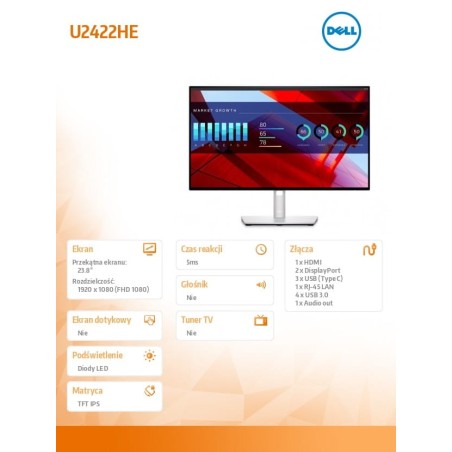 U2422HE
DELL
MARKET GROWTH
80
65
78
Ekran
Przekątna ekranu:
23.8"
Rozdzielczość:
1920 x 1080 (FHD 1080)
Ekran dotykowy
Nie
Podświetlenie
Diody LED
Matryca
TFT IPS
Czas reakcji
5ms
Głośnik
Nie
Tuner TV
Nie
Złącza
1 x HDMI
2 x DisplayPort
3 x USB (Type C)
1 x RJ-45 LAN
4 x USB 3.0
1 x Audio out